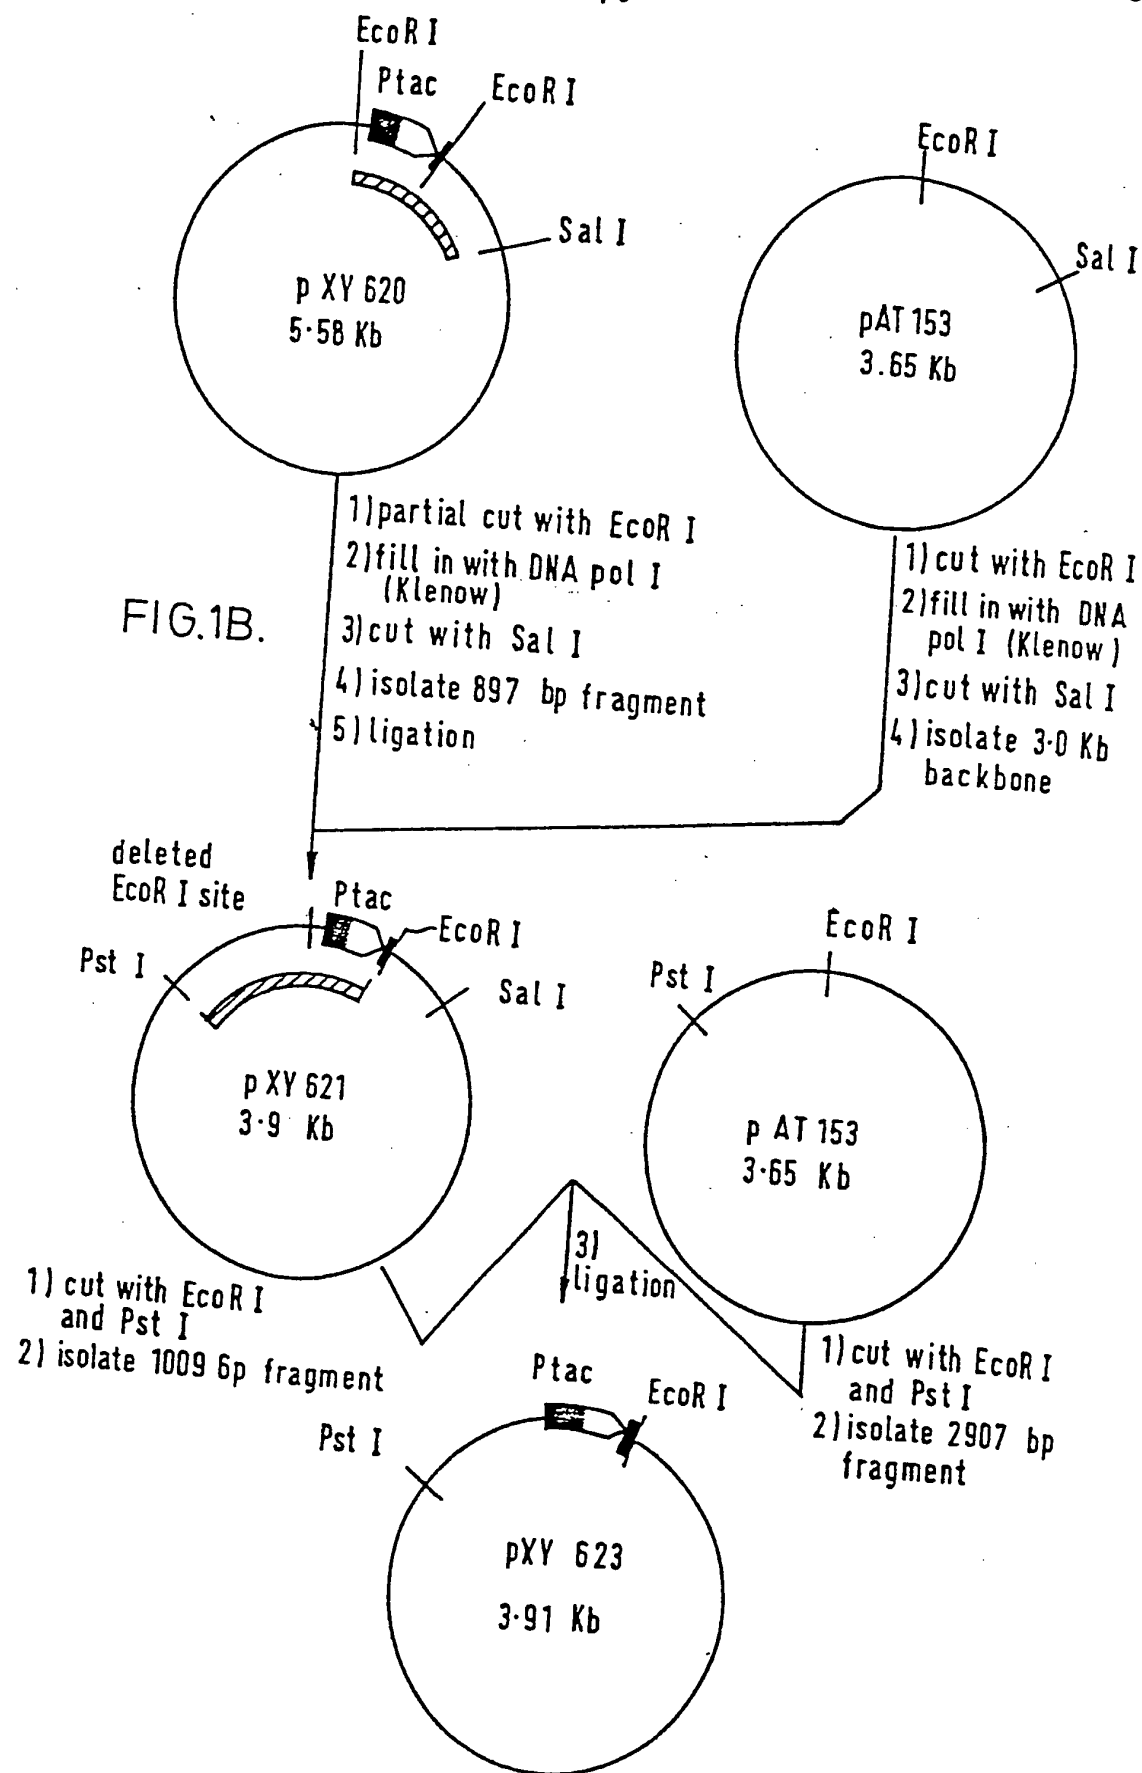 EcoR I
Ptac
EcoR I
Sal I
p XY 620
5·58 Kb
EcoR I
Sal I
pAT 153
3.65 Kb
1) partial cut with EcoR I
2) fill in with DNA pol I
(Klenow)
3) cut with Sal I
4) isolate 897 bp fragment
5) ligation
FIG.1B.
1) cut with EcoR I
2) fill in with DNA
pol I (Klenow)
3) cut with Sal I
4) isolate 3·0 Kb
backbone
deleted
EcoR I site
Ptac
EcoR I
Pst I
Sal I
p XY 621
3·9 Kb
EcoR I
Pst I
p AT 153
3·65 Kb
1) cut with EcoR I
and Pst I
2) isolate 1009 6p fragment
3)
ligation
1) cut with EcoR I
and Pst I
2) isolate 2907 bp
fragment
Ptac
EcoR I
Pst I
pXY 623
3·91 Kb